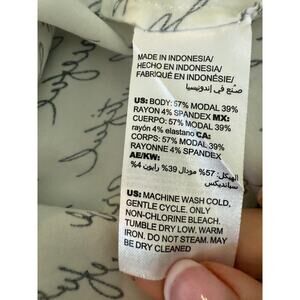 MADE IN INDONESIA/
HECHO EN INDONESIA/
FABRIQUÉ EN INDONÉSIE/
صنع في إندونيسيا
US: BODY: 57% MODAL 39%
RAYON 4% SPANDEX MX:
CUERPO: 57% MODAL 39%
rayón 4% elastano CA:
CORPS: 57% MODAL 39%
RAYONNE 4% SPANDEX
AE/KW:
الهيكل: 57% مودال 39% رايون 4%
سبانديكس
US: MACHINE WASH COLD,
GENTLE CYCLE. ONLY
NON-CHLORINE BLEACH.
TUMBLE DRY LOW. WARM
IRON. DO NOT STEAM. MAY
BE DRY CLEANED